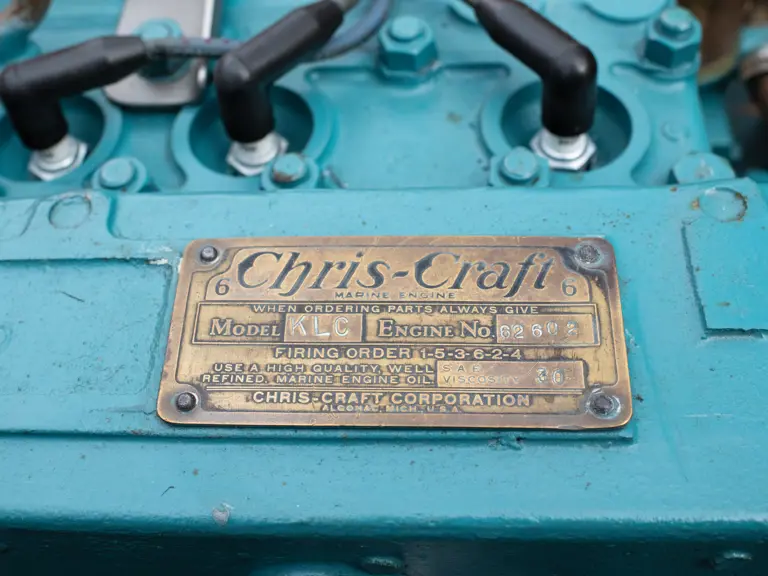 6 Chris-Craft 6
MARINE ENGINE
WHEN ORDERING PARTS ALWAYS GIVE
MODEL KLC ENGINE NO.
FIRING ORDER 1-5-3-6-2-4
USE A HIGH QUALITY, WELL S.A.E.
REFINED, MARINE ENGINE OIL. VISCOSITY 30
CHRIS-CRAFT CORPORATION
ALGONAC, MICH., U.S.A.